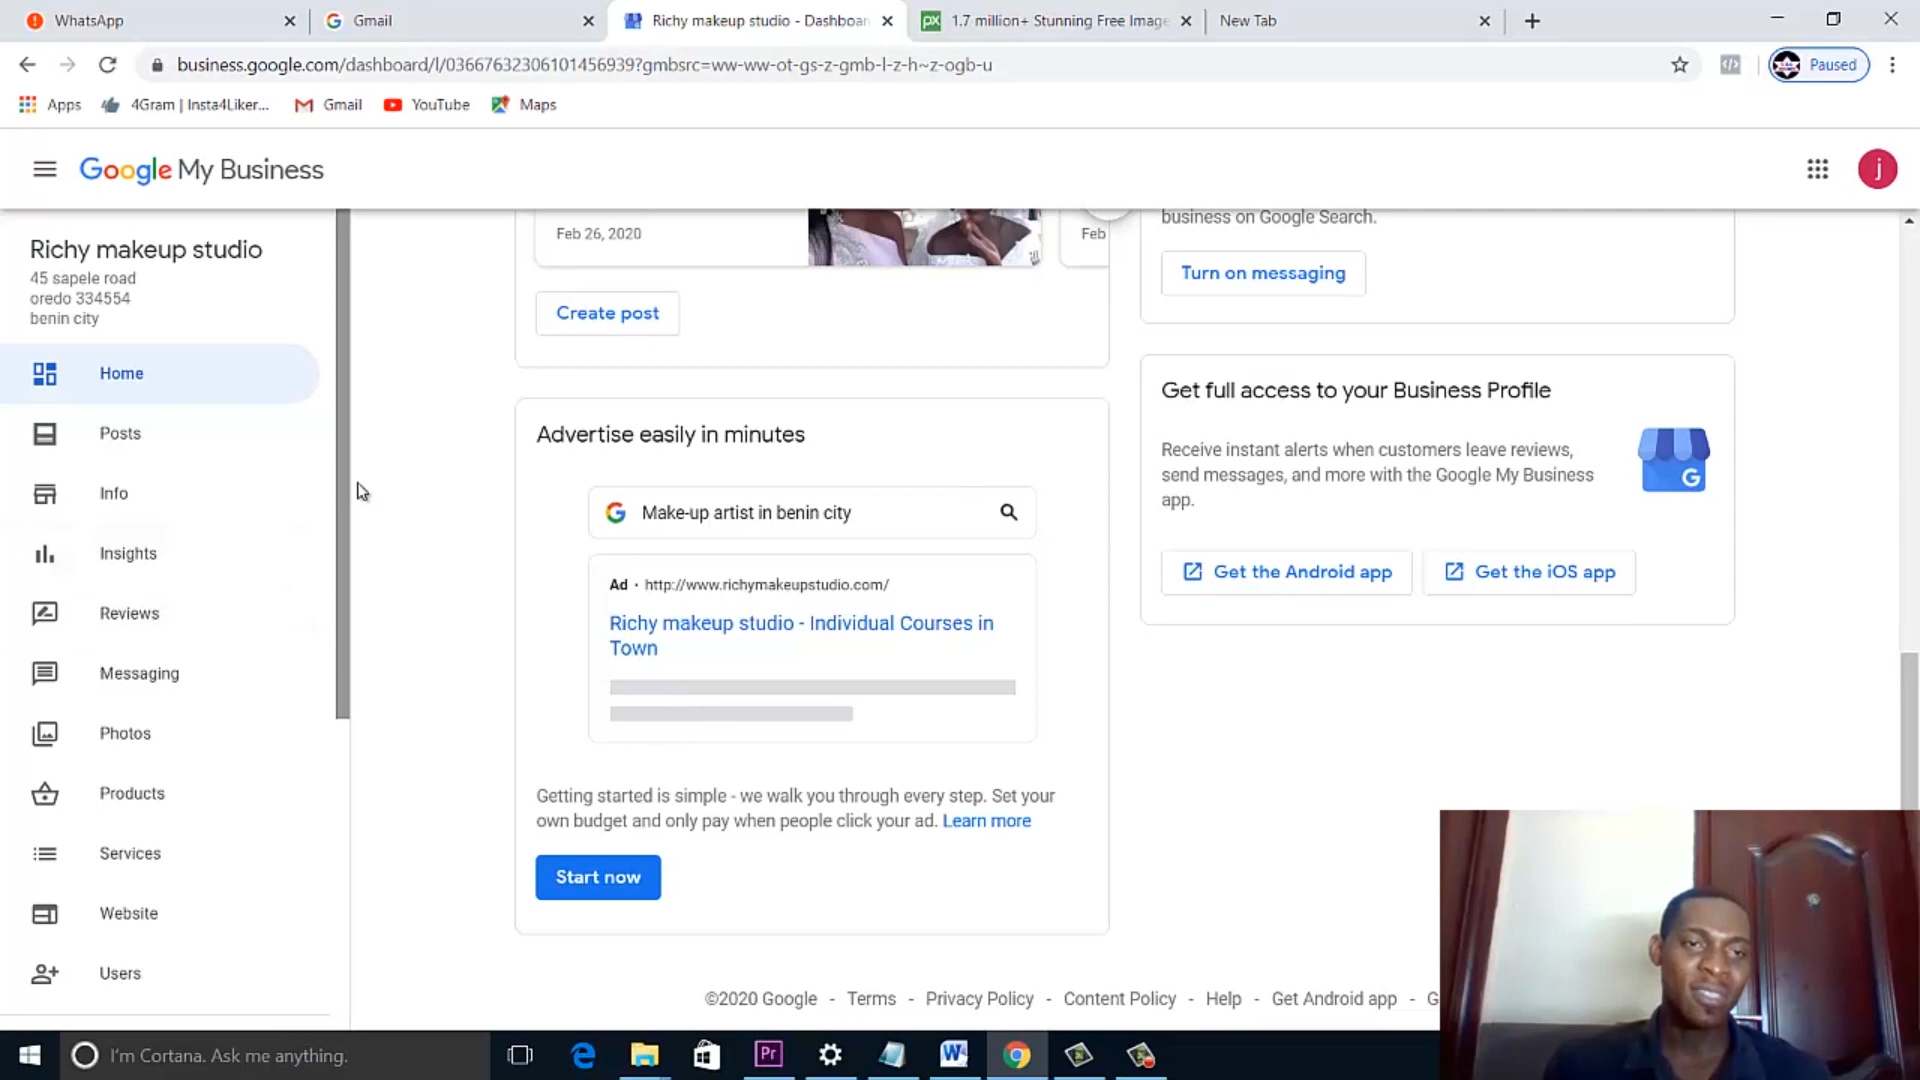 WhatsApp
Gmail
Richy makeup studio - Dashboar
px 1.7 million+ Stunning Free Image
New Tab
business.google.com/dashboard/l/03667632306101456939?gmbsrc=ww-ww-ot-gs-z-gmb-l-z-h~z-ogb-u
Paused
Apps
4Gram | Insta4Liker...
Gmail
YouTube
Maps
Google My Business
j
Richy makeup studio
45 sapele road
oredo 334554
benin city
Home
Posts
Info
Insights
Reviews
Messaging
Photos
Products
Services
Website
Users
Feb 26, 2020
Feb
Create post
business on Google Search.
Turn on messaging
Advertise easily in minutes
Make-up artist in benin city
Ad · http://www.richymakeupstudio.com/
Richy makeup studio - Individual Courses in
Town
Getting started is simple - we walk you through every step. Set your
own budget and only pay when people click your ad. Learn more
Start now
Get full access to your Business Profile
Receive instant alerts when customers leave reviews,
send messages, and more with the Google My Business
app.
G
Get the Android app
Get the iOS app
©2020 Google - Terms - Privacy Policy - Content Policy - Help - Get Android app - G
I'm Cortana. Ask me anything.
Pr